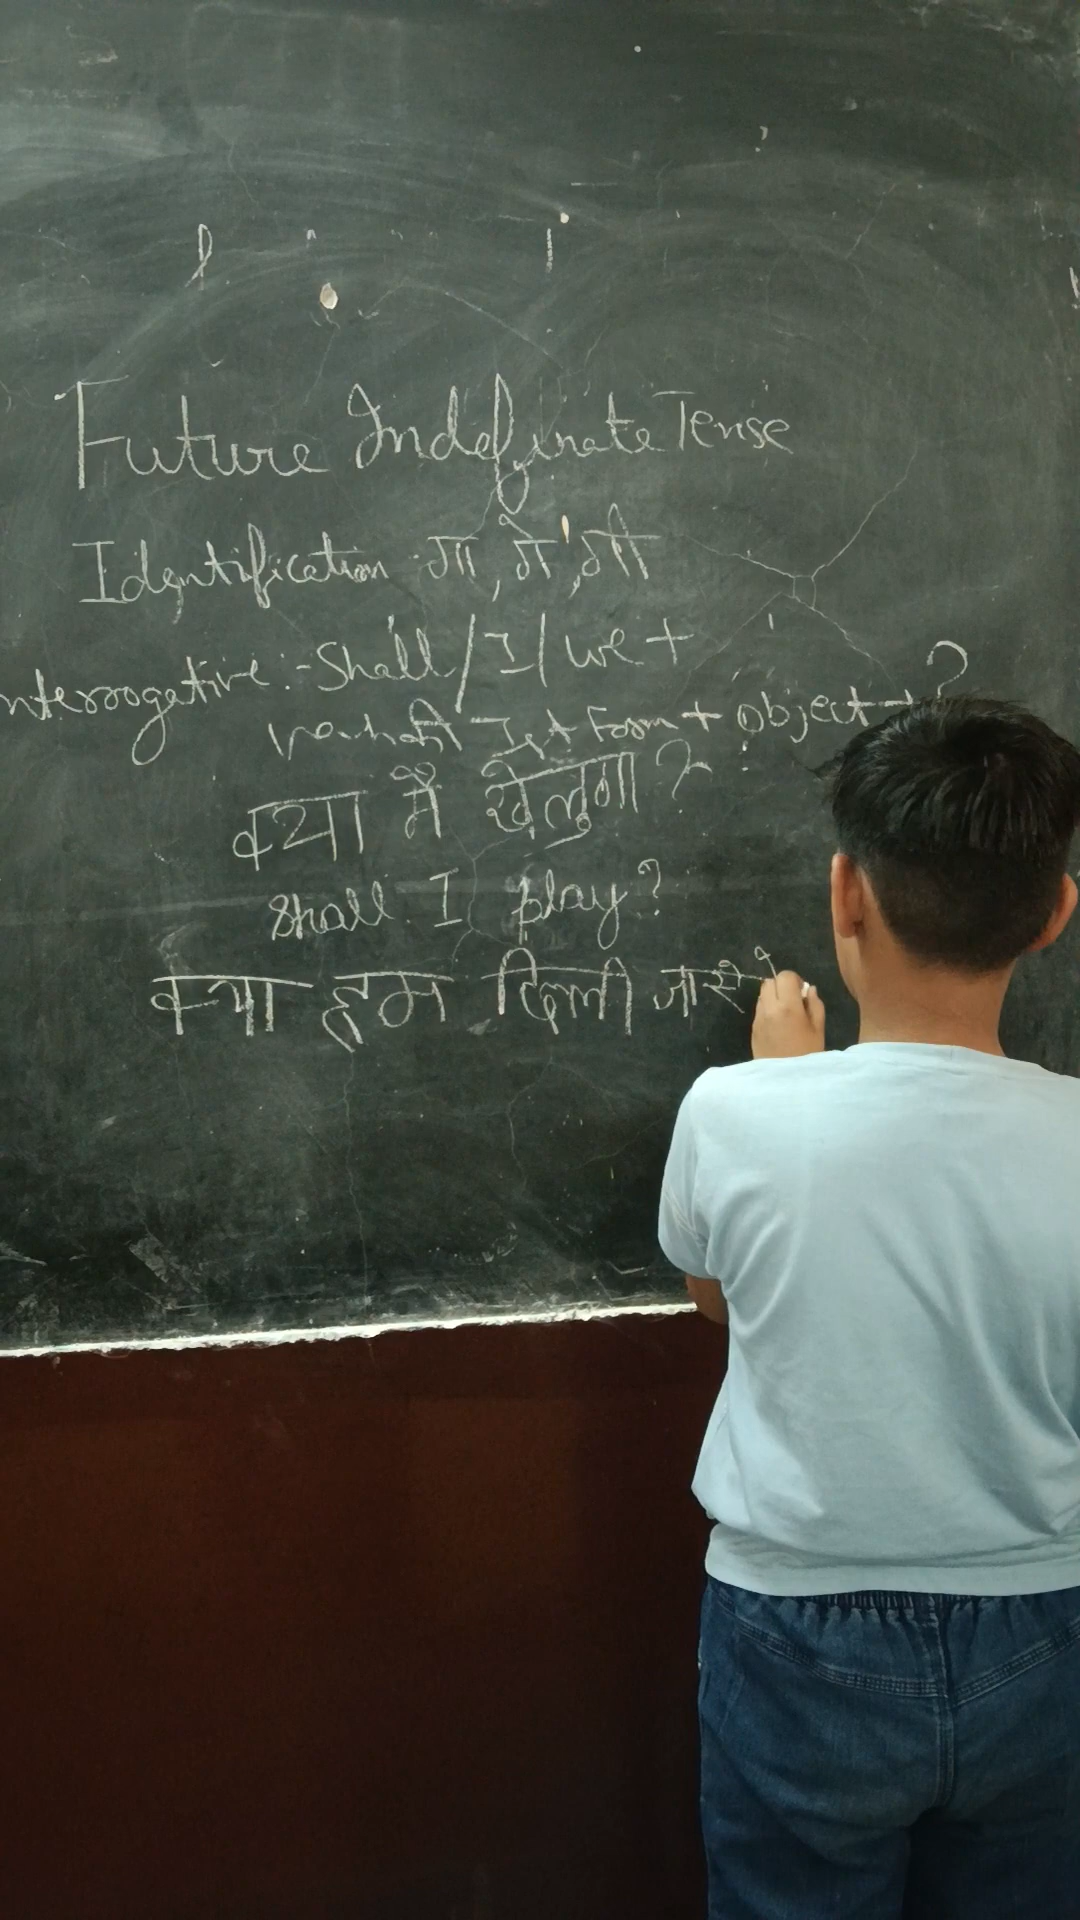 Future Indefinate Tense
Identification गा, गे, गी
Interrogative :- Shall / I / we +
Ist Form + object + ?
क्या मैं खेलुगा ?
Shall I play ?
क्या हम दिल्ली